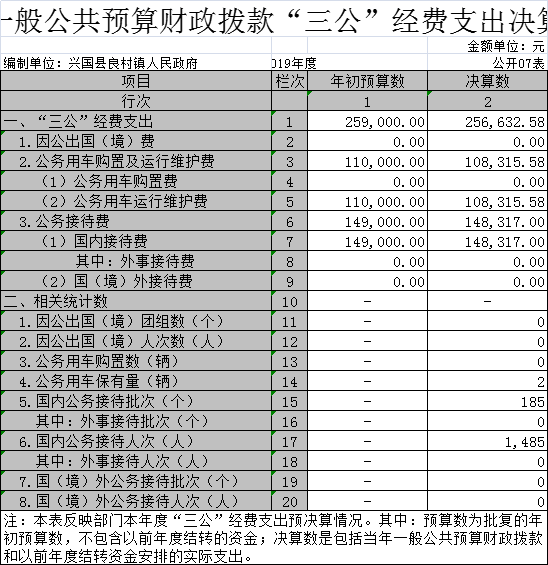 一般公共预算财政拨款“三公”经费支出决算
金额单位：元
编制单位：兴国县良村镇人民政府 2019年度 公开07表
项目 栏次 年初预算数 决算数
行次 1 2
一、“三公”经费支出 1 259,000.00 256,632.58
1.因公出国（境）费 2 0.00 0.00
2.公务用车购置及运行维护费 3 110,000.00 108,315.58
（1）公务用车购置费 4 0.00 0.00
（2）公务用车运行维护费 5 110,000.00 108,315.58
3.公务接待费 6 149,000.00 148,317.00
（1）国内接待费 7 149,000.00 148,317.00
其中：外事接待费 8 0.00 0.00
（2）国（境）外接待费 9 0.00 0.00
二、相关统计数 10 — —
1.因公出国（境）团组数（个） 11 — 0
2.因公出国（境）人次数（人） 12 — 0
3.公务用车购置数（辆） 13 — 0
4.公务用车保有量（辆） 14 — 2
5.国内公务接待批次（个） 15 — 185
其中：外事接待批次（个） 16 — 0
6.国内公务接待人次（人） 17 — 1,485
其中：外事接待人次（人） 18 — 0
7.国（境）外公务接待批次（个） 19 — 0
8.国（境）外公务接待人次（人） 20 — 0
注：本表反映部门本年度“三公”经费支出预决算情况。其中：预算数为批复的年
初预算数，不包含以前年度结转的资金；决算数是包括当年一般公共预算财政拨款
和以前年度结转资金安排的实际支出。